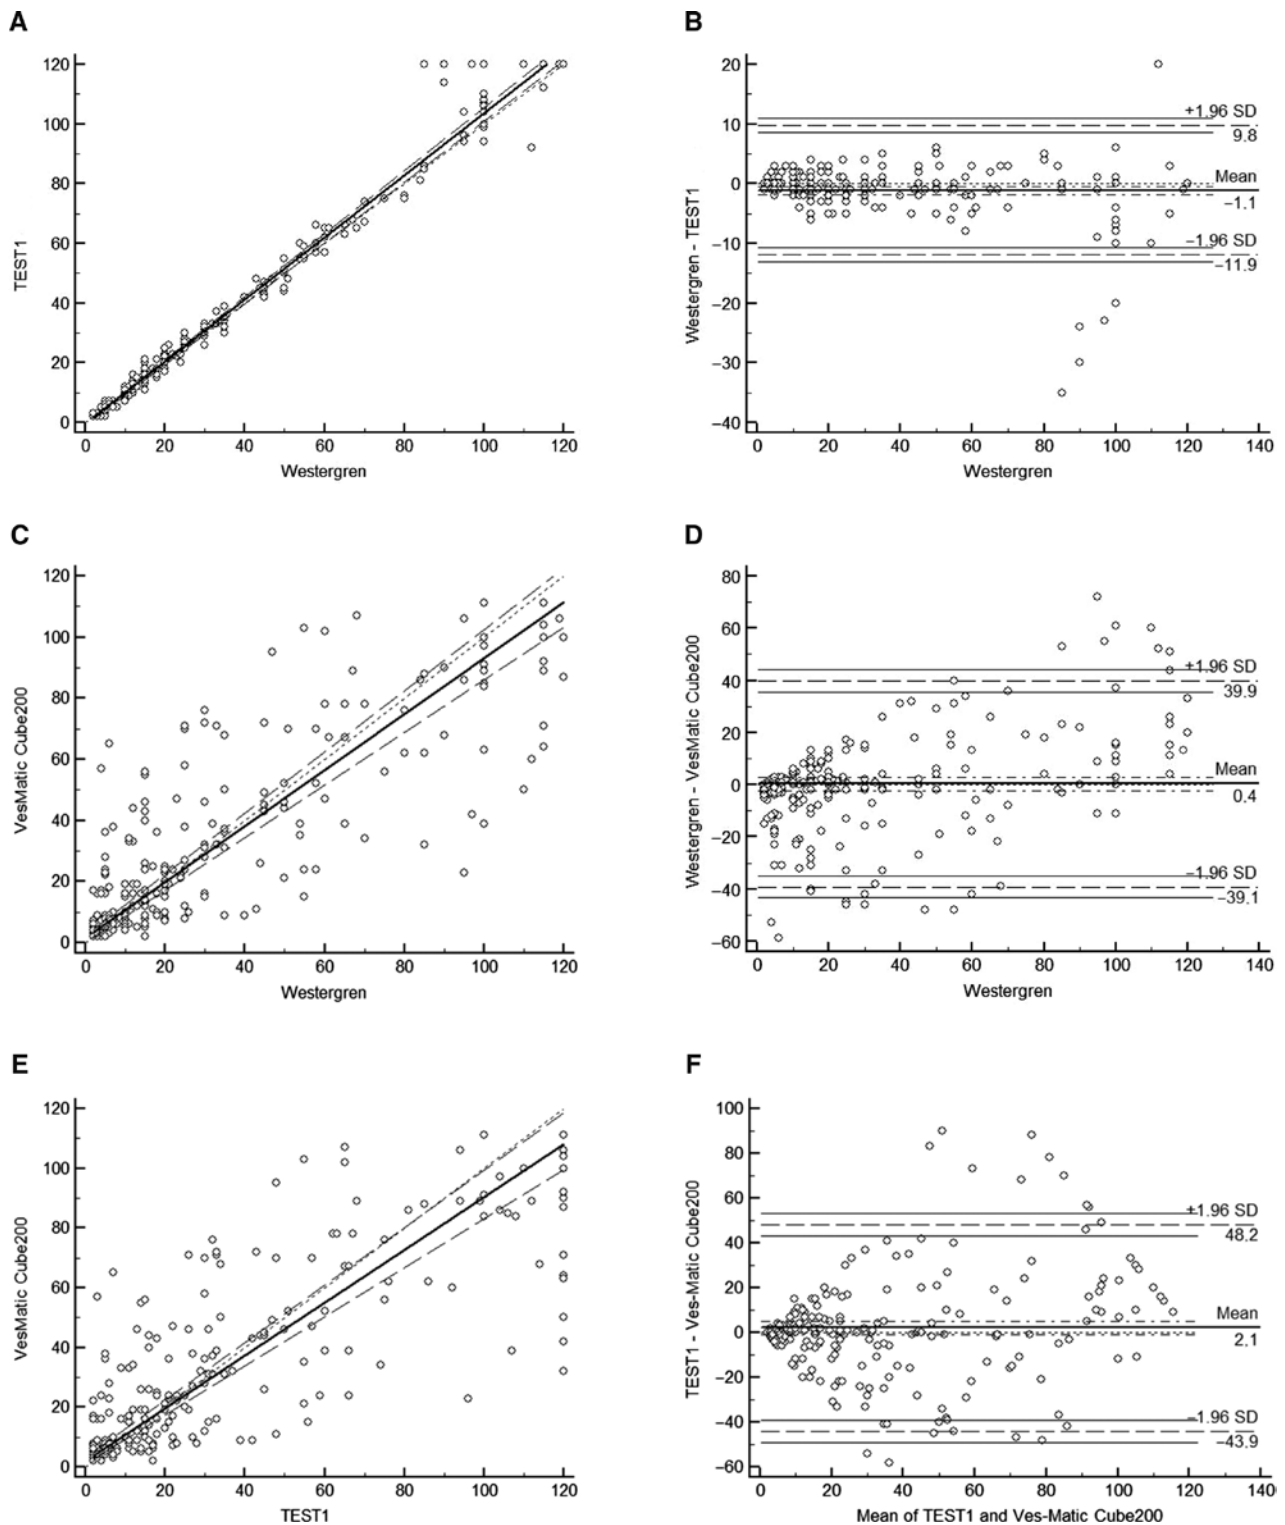 A
120
100
80
60
40
20
0
TEST1
0 20 40 60 80 100 120
Westergren
B
20
10
0
−10
−20
−30
−40
Westergren - TEST1
+1.96 SD
9.8
Mean
−1.1
−1.96 SD
−11.9
0 20 40 60 80 100 120 140
Westergren
C
120
100
80
60
40
20
0
VesMatic Cube200
0 20 40 60 80 100 120
Westergren
D
80
60
40
20
0
−20
−40
−60
Westergren - VesMatic Cube200
+1.96 SD
39.9
Mean
0.4
−1.96 SD
−39.1
0 20 40 60 80 100 120 140
Westergren
E
120
100
80
60
40
20
0
VesMatic Cube200
0 20 40 60 80 100 120
TEST1
F
100
80
60
40
20
0
−20
−40
−60
TEST1 - Ves-Matic Cube200
+1.96 SD
48.2
Mean
2.1
−1.96 SD
−43.9
0 20 40 60 80 100 120 140
Mean of TEST1 and Ves-Matic Cube200